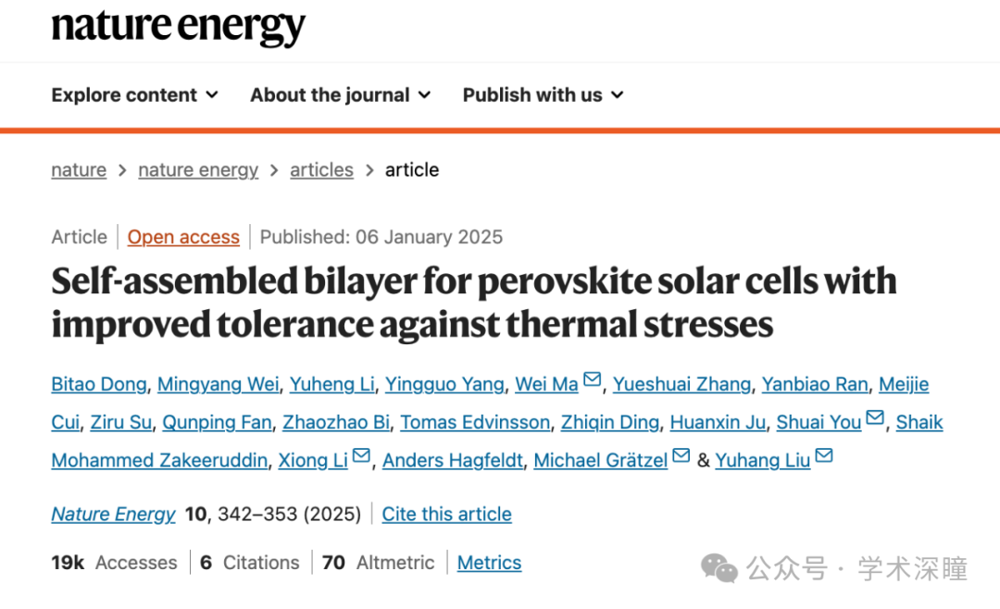 nature energy
Explore content About the journal Publish with us
nature > nature energy > articles > article
Article | Open access | Published: 06 January 2025
Self-assembled bilayer for perovskite solar cells with
improved tolerance against thermal stresses
Bitao Dong, Mingyang Wei, Yuheng Li, Yingguo Yang, Wei Ma, Yueshuai Zhang, Yanbiao Ran, Meijie
Cui, Ziru Su, Qunping Fan, Zhaozhao Bi, Tomas Edvinsson, Zhiqin Ding, Huanxin Ju, Shuai You, Shaik
Mohammed Zakeeruddin, Xiong Li, Anders Hagfeldt, Michael Grätzel & Yuhang Liu
Nature Energy 10, 342–353 (2025) | Cite this article
19k Accesses | 6 Citations | 70 Altmetric | Metrics
公众号 · 学术深瞳